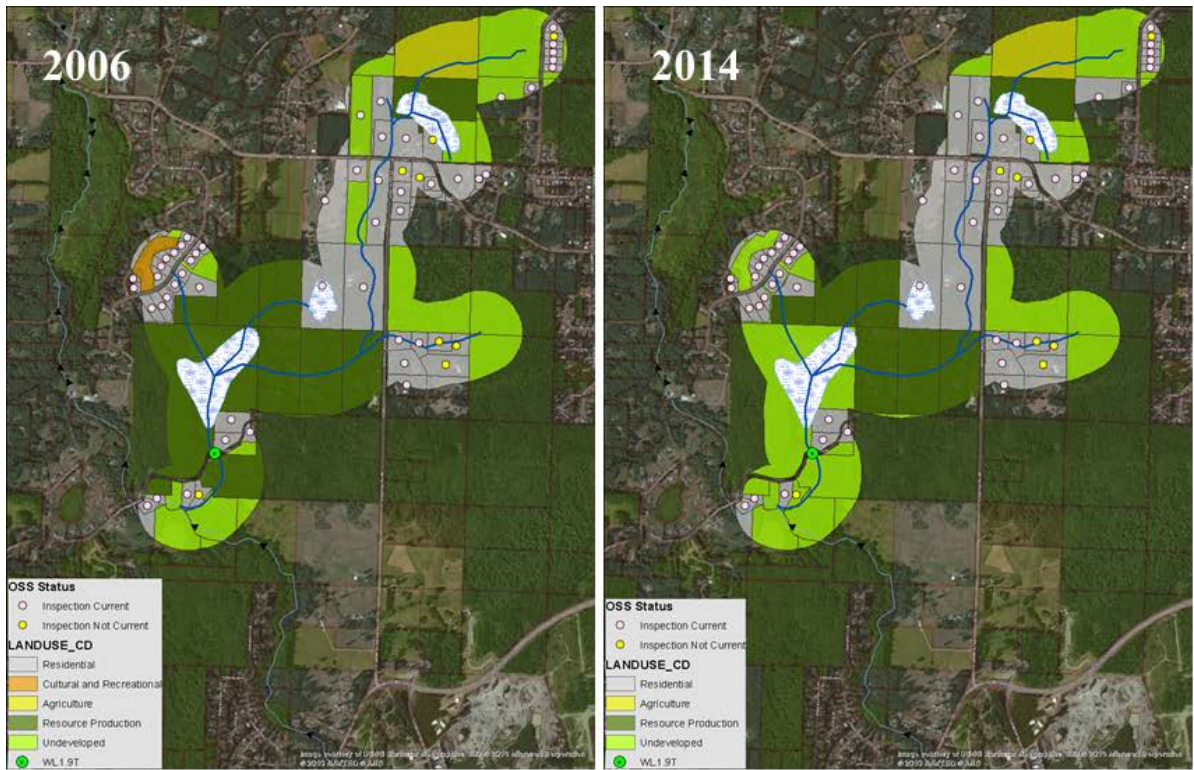 2006
OSS Status
Inspection Current
Inspection Not Current
LANDUSE_CD
Residential
Cultural and Recreational
Agriculture
Resource Production
Undeveloped
WL1.9T
2014
OSS Status
Inspection Current
Inspection Not Current
LANDUSE_CD
Residential
Agriculture
Resource Production
Undeveloped
WL1.9T